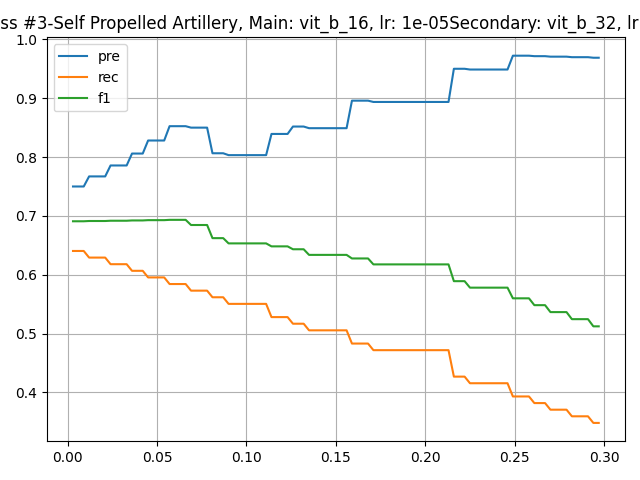 ss #3-Self Propelled Artillery, Main: vit_b_16, lr: 1e-05Secondary: vit_b_32, lr
1.0
0.9
0.8
0.7
0.6
0.5
0.4
pre
rec
f1
0.00 0.05 0.10 0.15 0.20 0.25 0.30